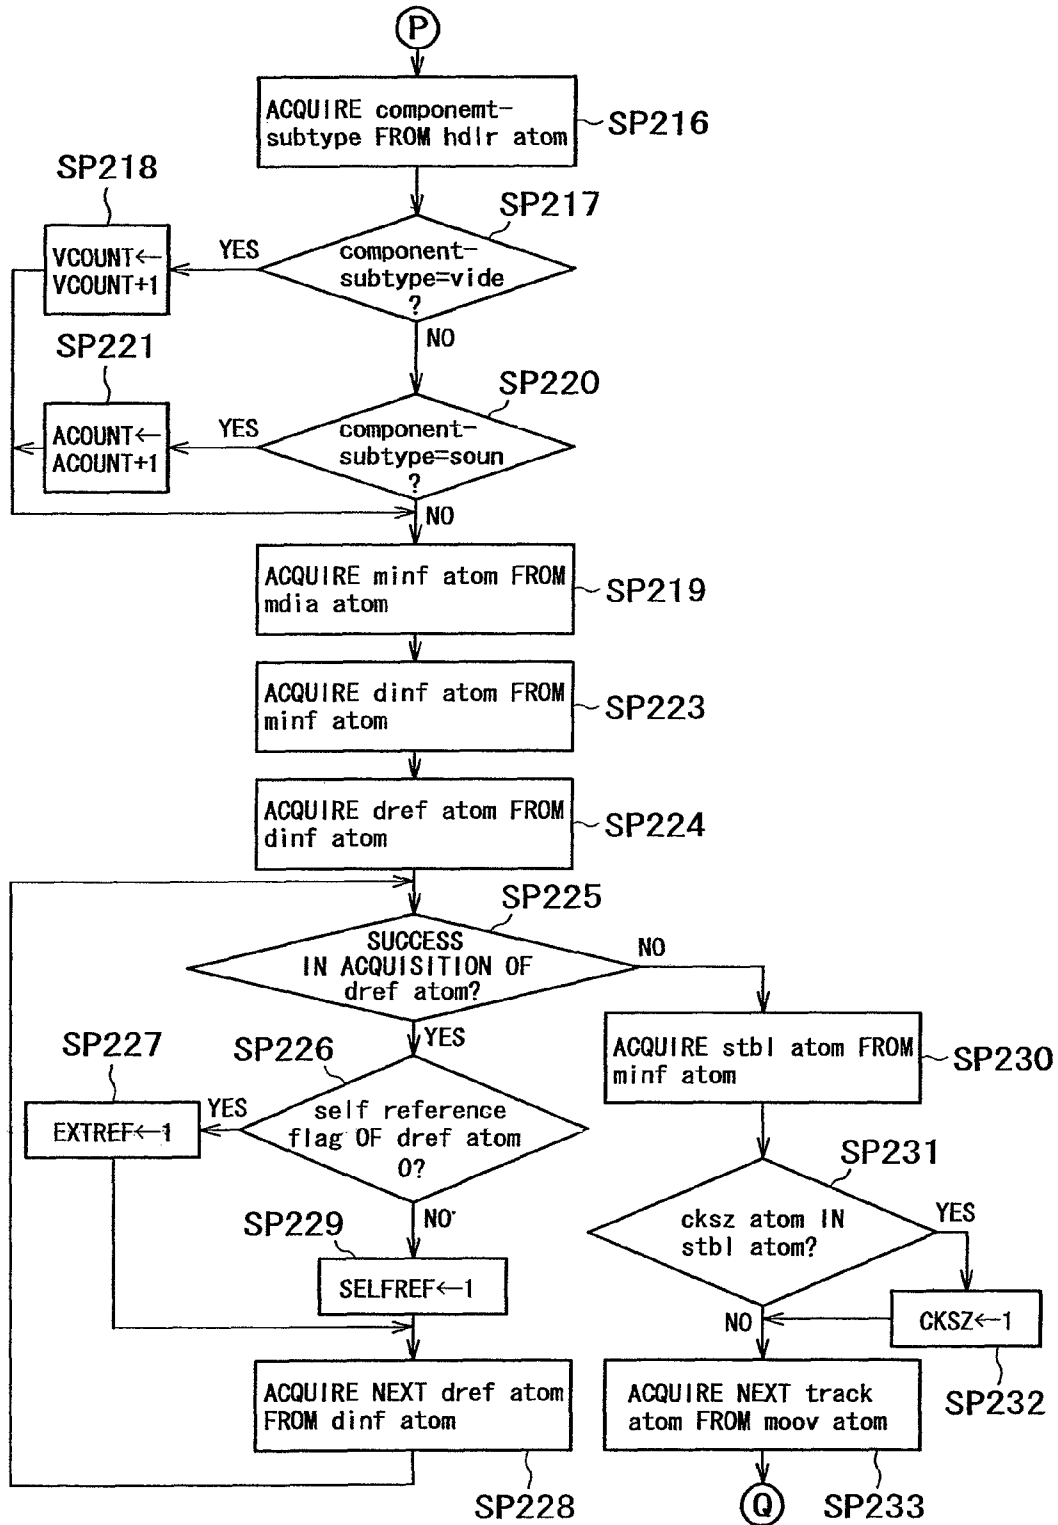 P
ACQUIRE componemt-
subtype FROM hdlr atom
SP216
SP218
SP217
VCOUNT←
VCOUNT+1
YES
component-
subtype=vide
?
NO
SP221
SP220
ACOUNT←
ACOUNT+1
YES
component-
subtype=soun
?
NO
ACQUIRE minf atom FROM
mdia atom
SP219
ACQUIRE dinf atom FROM
minf atom
SP223
ACQUIRE dref atom FROM
dinf atom
SP224
SP225
SUCCESS
IN ACQUISITION OF
dref atom?
NO
YES
SP227
SP226
EXTREF←1
YES
self reference
flag OF dref atom
0?
NO
SP229
SELFREF←1
ACQUIRE NEXT dref atom
FROM dinf atom
SP228
ACQUIRE stbl atom FROM
minf atom
SP230
SP231
cksz atom IN
stbl atom?
YES
NO
CKSZ←1
SP232
ACQUIRE NEXT track
atom FROM moov atom
SP233
Q